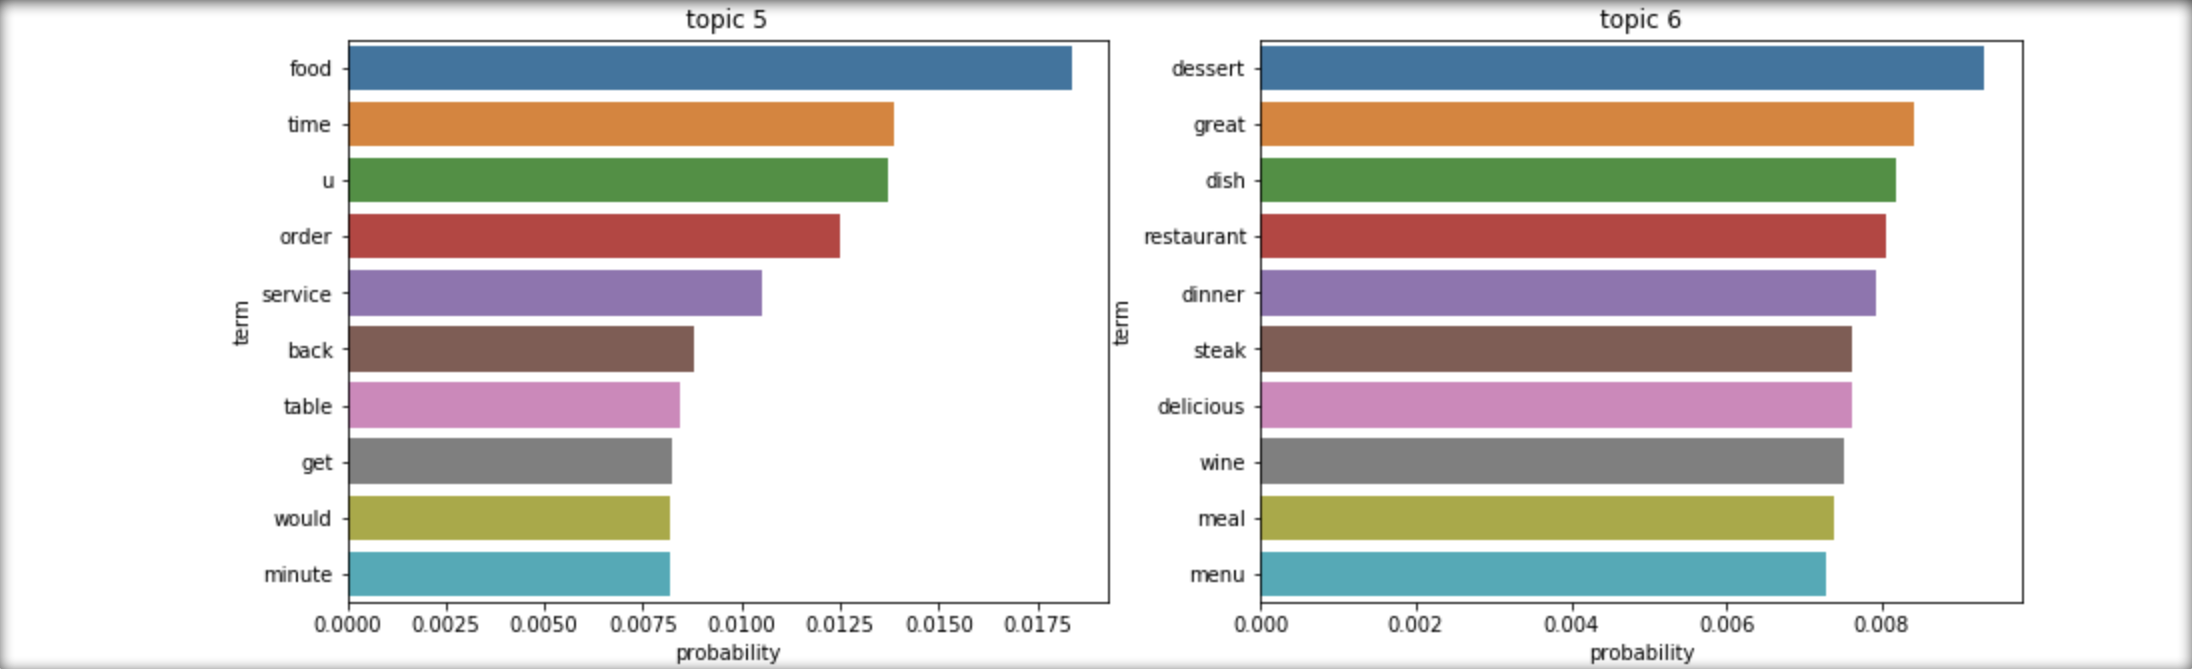 topic 5
food
time
u
order
service
back
table
get
would
minute
term
0.0000 0.0025 0.0050 0.0075 0.0100 0.0125 0.0150 0.0175
probability
topic 6
dessert
great
dish
restaurant
dinner
steak
delicious
wine
meal
menu
term
0.000 0.002 0.004 0.006 0.008
probability